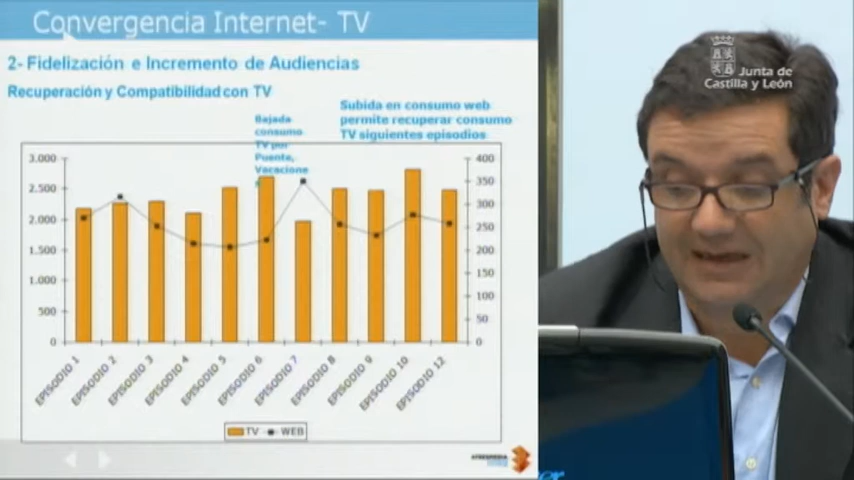 Convergencia Internet- TV
2- Fidelización e Incremento de Audiencias
Recuperación y Compatibilidad con TV
Bajada
consumo
TV por
Puente,
Vacacione
Subida en consumo web
permite recuperar consumo
TV siguientes episodios
3.000
2.500
2.000
1.500
1.000
500
0
400
350
300
250
200
150
100
50
0
EPISODIO 1
EPISODIO 2
EPISODIO 3
EPISODIO 4
EPISODIO 5
EPISODIO 6
EPISODIO 7
EPISODIO 8
EPISODIO 9
EPISODIO 10
EPISODIO 12
TV
WEB
Junta de
Castilla y León